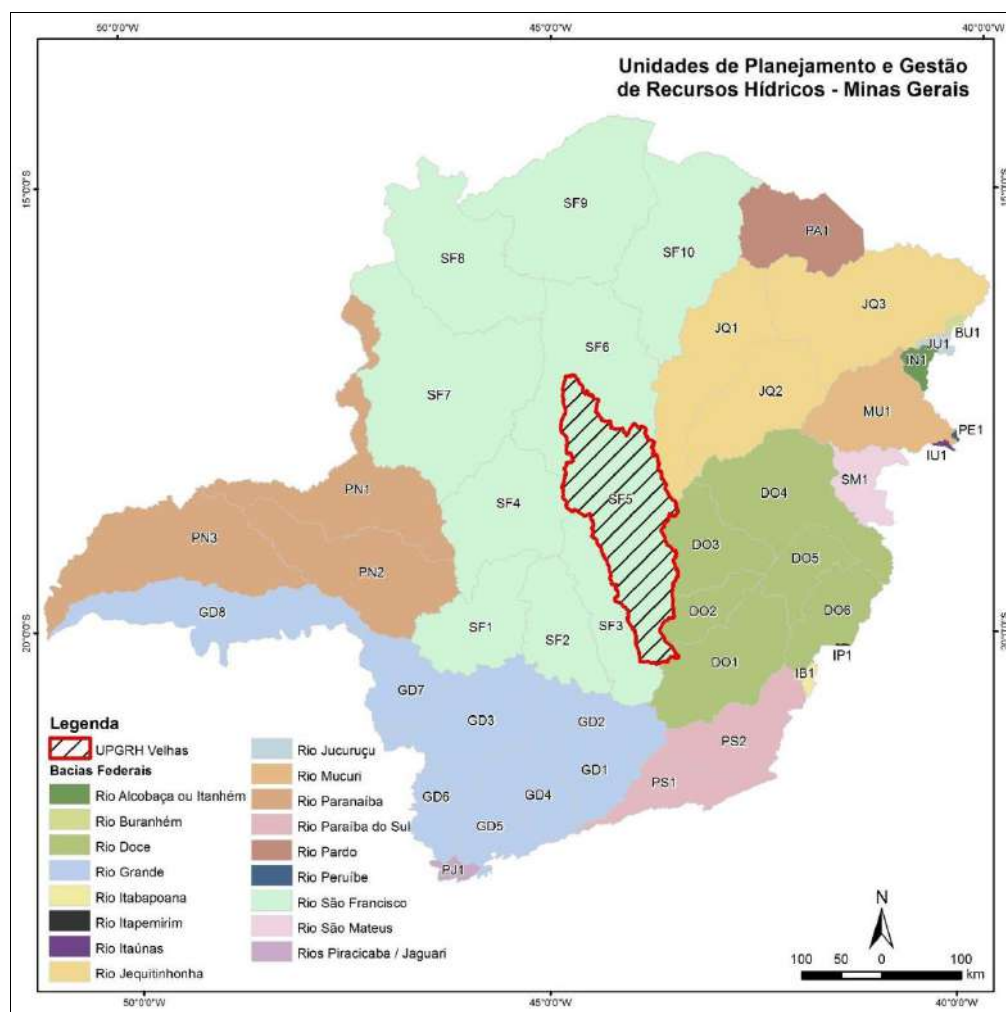 50°0'0"W
45°0'0"W
40°0'0"W
Unidades de Planejamento e Gestão
de Recursos Hídricos - Minas Gerais
15°0'0"S
15°0'0"S
SF9
SF8
SF10
PA1
JQ3
JQ1
BU1
JU1
IN1
SF6
SF7
JQ2
MU1
PE1
IU1
SM1
PN1
SF5
DO4
SF4
PN3
DO3
DO5
PN2
GD8
DO2
DO6
SF1
SF2
SF3
20°0'0"S
20°0'0"S
DO1
IP1
IB1
GD7
GD3
GD2
PS2
GD1
PS1
GD6
GD4
GD5
PJ1
Legenda
UPGRH Velhas
Bacias Federais
Rio Alcobaça ou Itanhém
Rio Buranhém
Rio Doce
Rio Grande
Rio Itabapoana
Rio Itapemirim
Rio Itaúnas
Rio Jequitinhonha
Rio Jucuruçu
Rio Mucuri
Rio Paranaíba
Rio Paraíba do Sul
Rio Pardo
Rio Peruíbe
Rio São Francisco
Rio São Mateus
Rios Piracicaba / Jaguari
N
100 50 0 100
km
50°0'0"W
45°0'0"W
40°0'0"W